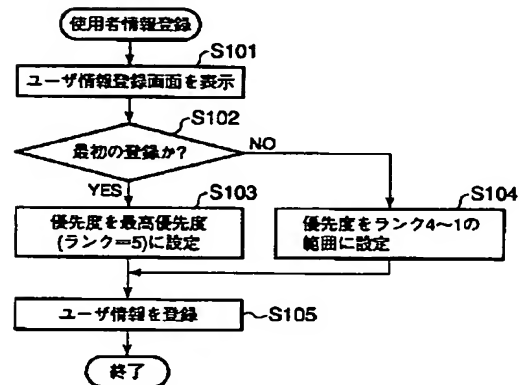 使用者情報登録
S101
ユーザ情報登録画面を表示
S102
最初の登録か?
NO
YES
S103
優先度を最高優先度
(ランク=5)に設定
S104
優先度をランク4~1の
範囲に設定
ユーザ情報を登録
S105
終了